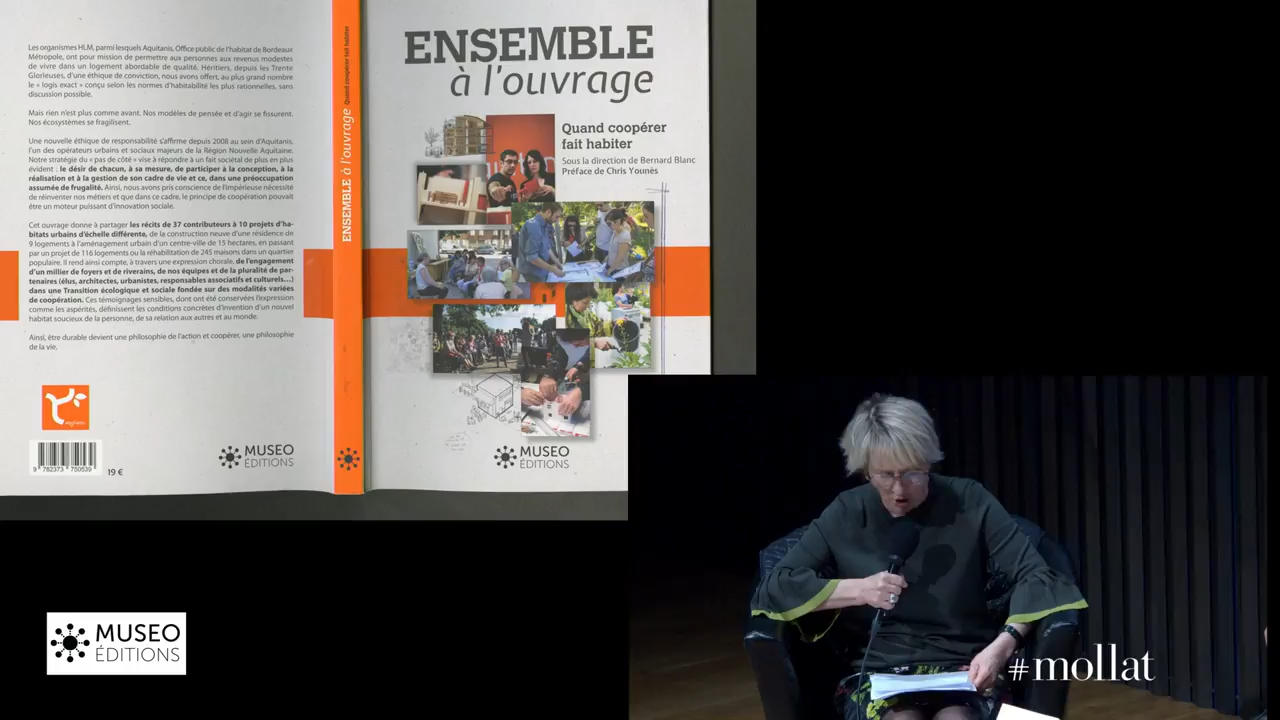 Les organismes HLM, parmi lesquels Aquitanis, Office public de l'habitat de Bordeaux
Métropole, ont pour mission de permettre aux personnes aux revenus modestes
de vivre dans un logement abordable de qualité. Héritiers, depuis les Trente
Glorieuses, d'une éthique de conviction, nous avons offert, au plus grand nombre
le « logis exact » conçu selon les normes d'habitabilité les plus rationnelles, sans
discussion possible.
Mais rien n'est plus comme avant. Nos modèles de pensée et d'agir se fissurent.
Nos écosystèmes se fragilisent.
Une nouvelle éthique de responsabilité s'affirme depuis 2008 au sein d'Aquitanis,
l'un des opérateurs urbains et sociaux majeurs de la Région Nouvelle Aquitaine.
Notre stratégie du « pas de côté » vise à répondre à un fait sociétal de plus en plus
évident : le désir de chacun, à sa mesure, de participer à la conception, à la
réalisation et à la gestion de son cadre de vie et ce, dans une préoccupation
assumée de frugalité. Ainsi, nous avons pris conscience de l'impérieuse nécessité
de réinventer nos métiers et que dans ce cadre, le principe de coopération pouvait
être un moteur puissant d'innovation sociale.
Cet ouvrage donne à partager les récits de 37 contributeurs à 10 projets d'ha-
bitats urbains d'échelle différente, de la construction neuve d'une résidence de
9 logements à l'aménagement urbain d'un centre-ville de 15 hectares, en passant
par un projet de 116 logements ou la réhabilitation de 245 maisons dans un quartier
populaire. Il rend ainsi compte, à travers une expression chorale, de l'engagement
d'un millier de foyers et de riverains, de nos équipes et de la pluralité de par-
tenaires (élus, architectes, urbanistes, responsables associatifs et culturels...)
dans une Transition écologique et sociale fondée sur des modalités variées
de coopération. Ces témoignages sensibles, dont ont été conservées l'expression
comme les aspérités, définissent les conditions concrètes d'invention d'un nouvel
habitat soucieux de la personne, de sa relation aux autres et au monde.
Ainsi, être durable devient une philosophie de l'action et coopérer, une philosophie
de la vie.
9 782373 750539
19 €
MUSEO
ÉDITIONS
ENSEMBLE à l'ouvrage Quand coopérer fait habiter
ENSEMBLE
à l'ouvrage
Quand coopérer
fait habiter
Sous la direction de Bernard Blanc
Préface de Chris Younès
MUSEO
ÉDITIONS
MUSEO
ÉDITIONS
#mollat